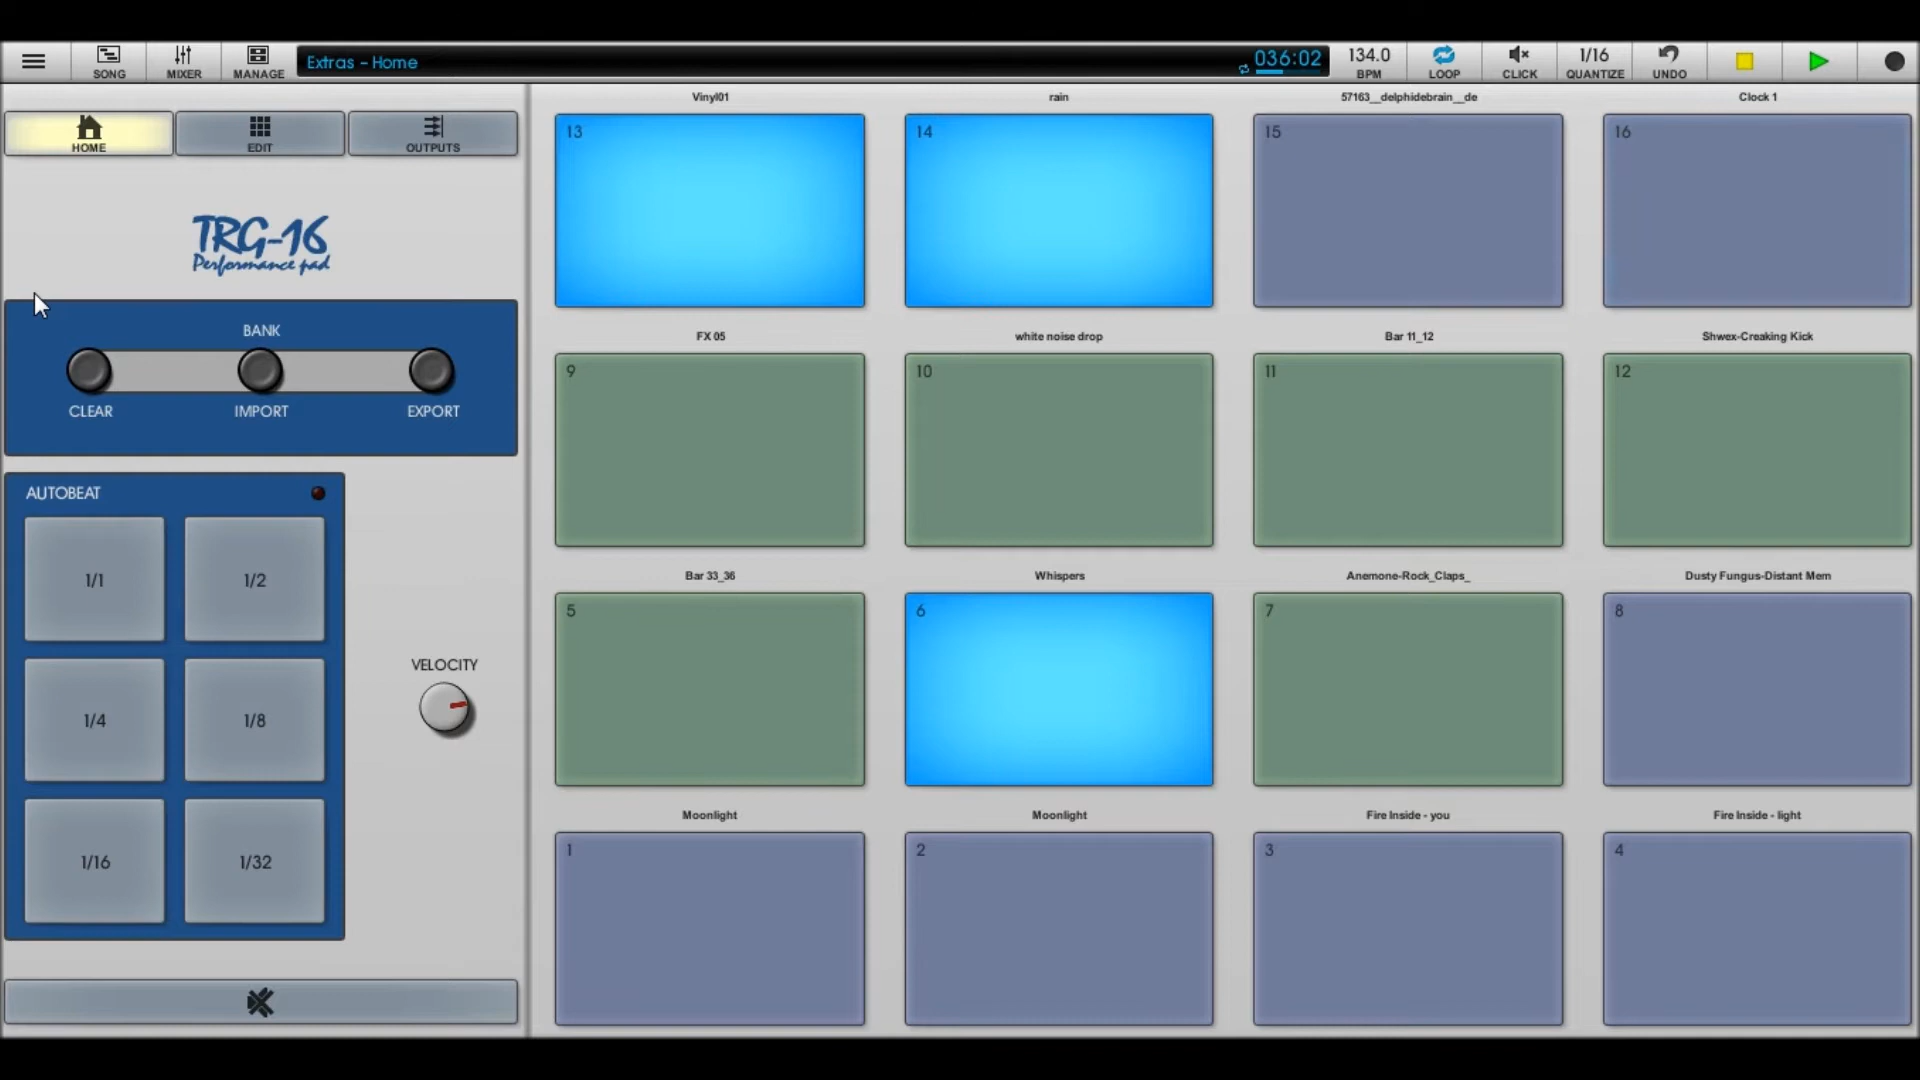 SONG
MIXER
MANAGE
Extras - Home
036:02
134.0
BPM
LOOP
CLICK
1/16
QUANTIZE
UNDO
HOME
EDIT
OUTPUTS
TRG-16
Performance pad
BANK
CLEAR
IMPORT
EXPORT
AUTOBEAT
1/1
1/2
1/4
1/8
1/16
1/32
VELOCITY
Vinyl01
rain
57163__delphidebrain__de
Clock 1
13
14
15
16
FX 05
white noise drop
Bar 11_12
Shwex-Creaking Kick
9
10
11
12
Bar 33_36
Whispers
Anemone-Rock_Claps_
Dusty Fungus-Distant Mem
5
6
7
8
Moonlight
Moonlight
Fire Inside - you
Fire Inside - light
1
2
3
4